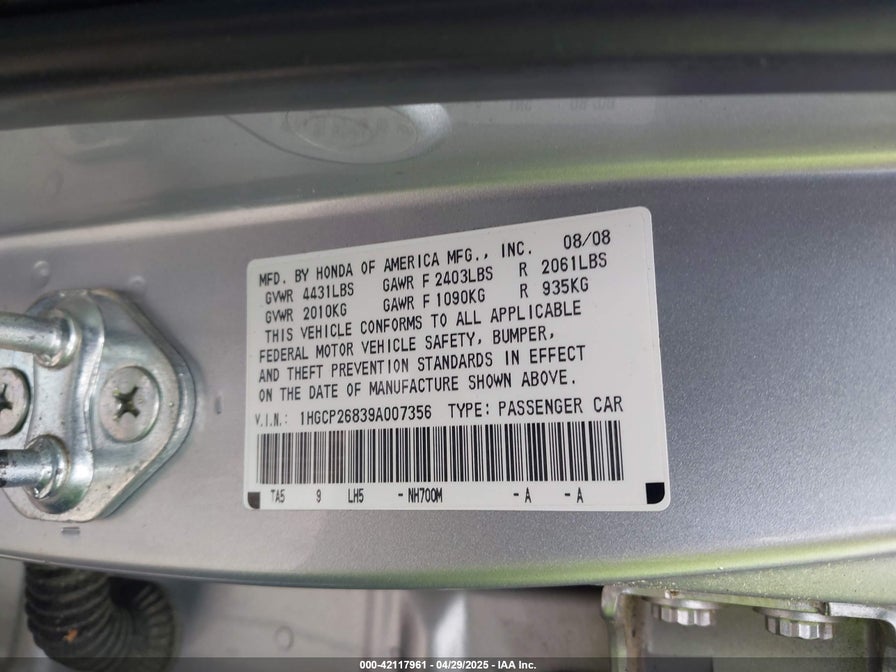 MFD. BY HONDA OF AMERICA MFG., INC. 08/08
GVWR 4431LBS GAWR F 2403LBS R 2061LBS
GVWR 2010KG GAWR F 1090KG R 935KG
THIS VEHICLE CONFORMS TO ALL APPLICABLE
FEDERAL MOTOR VEHICLE SAFETY, BUMPER,
AND THEFT PREVENTION STANDARDS IN EFFECT
ON THE DATE OF MANUFACTURE SHOWN ABOVE.
V.I.N.: 1HGCP26839A007356 TYPE: PASSENGER CAR
TA5 9 LH5 -NH700M -A -A
000-42117961 - 04/29/2025 - IAA Inc.